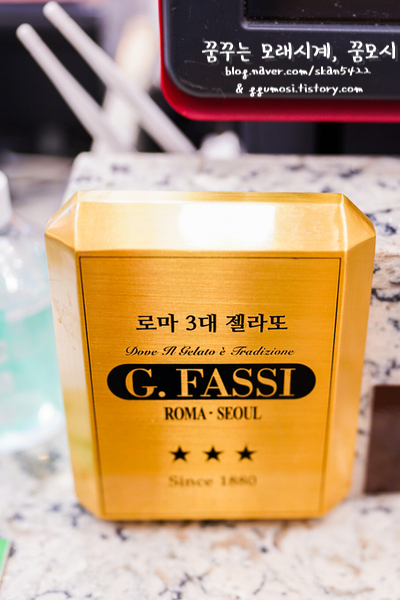 꿈꾸는 모래시계, 꿈모시
blog.naver.com/skan5422
& ggumosi.tistory.com
로마 3대 젤라또
Dove Il Gelato è Tradizione
G. FASSI
ROMA · SEOUL
Since 1880